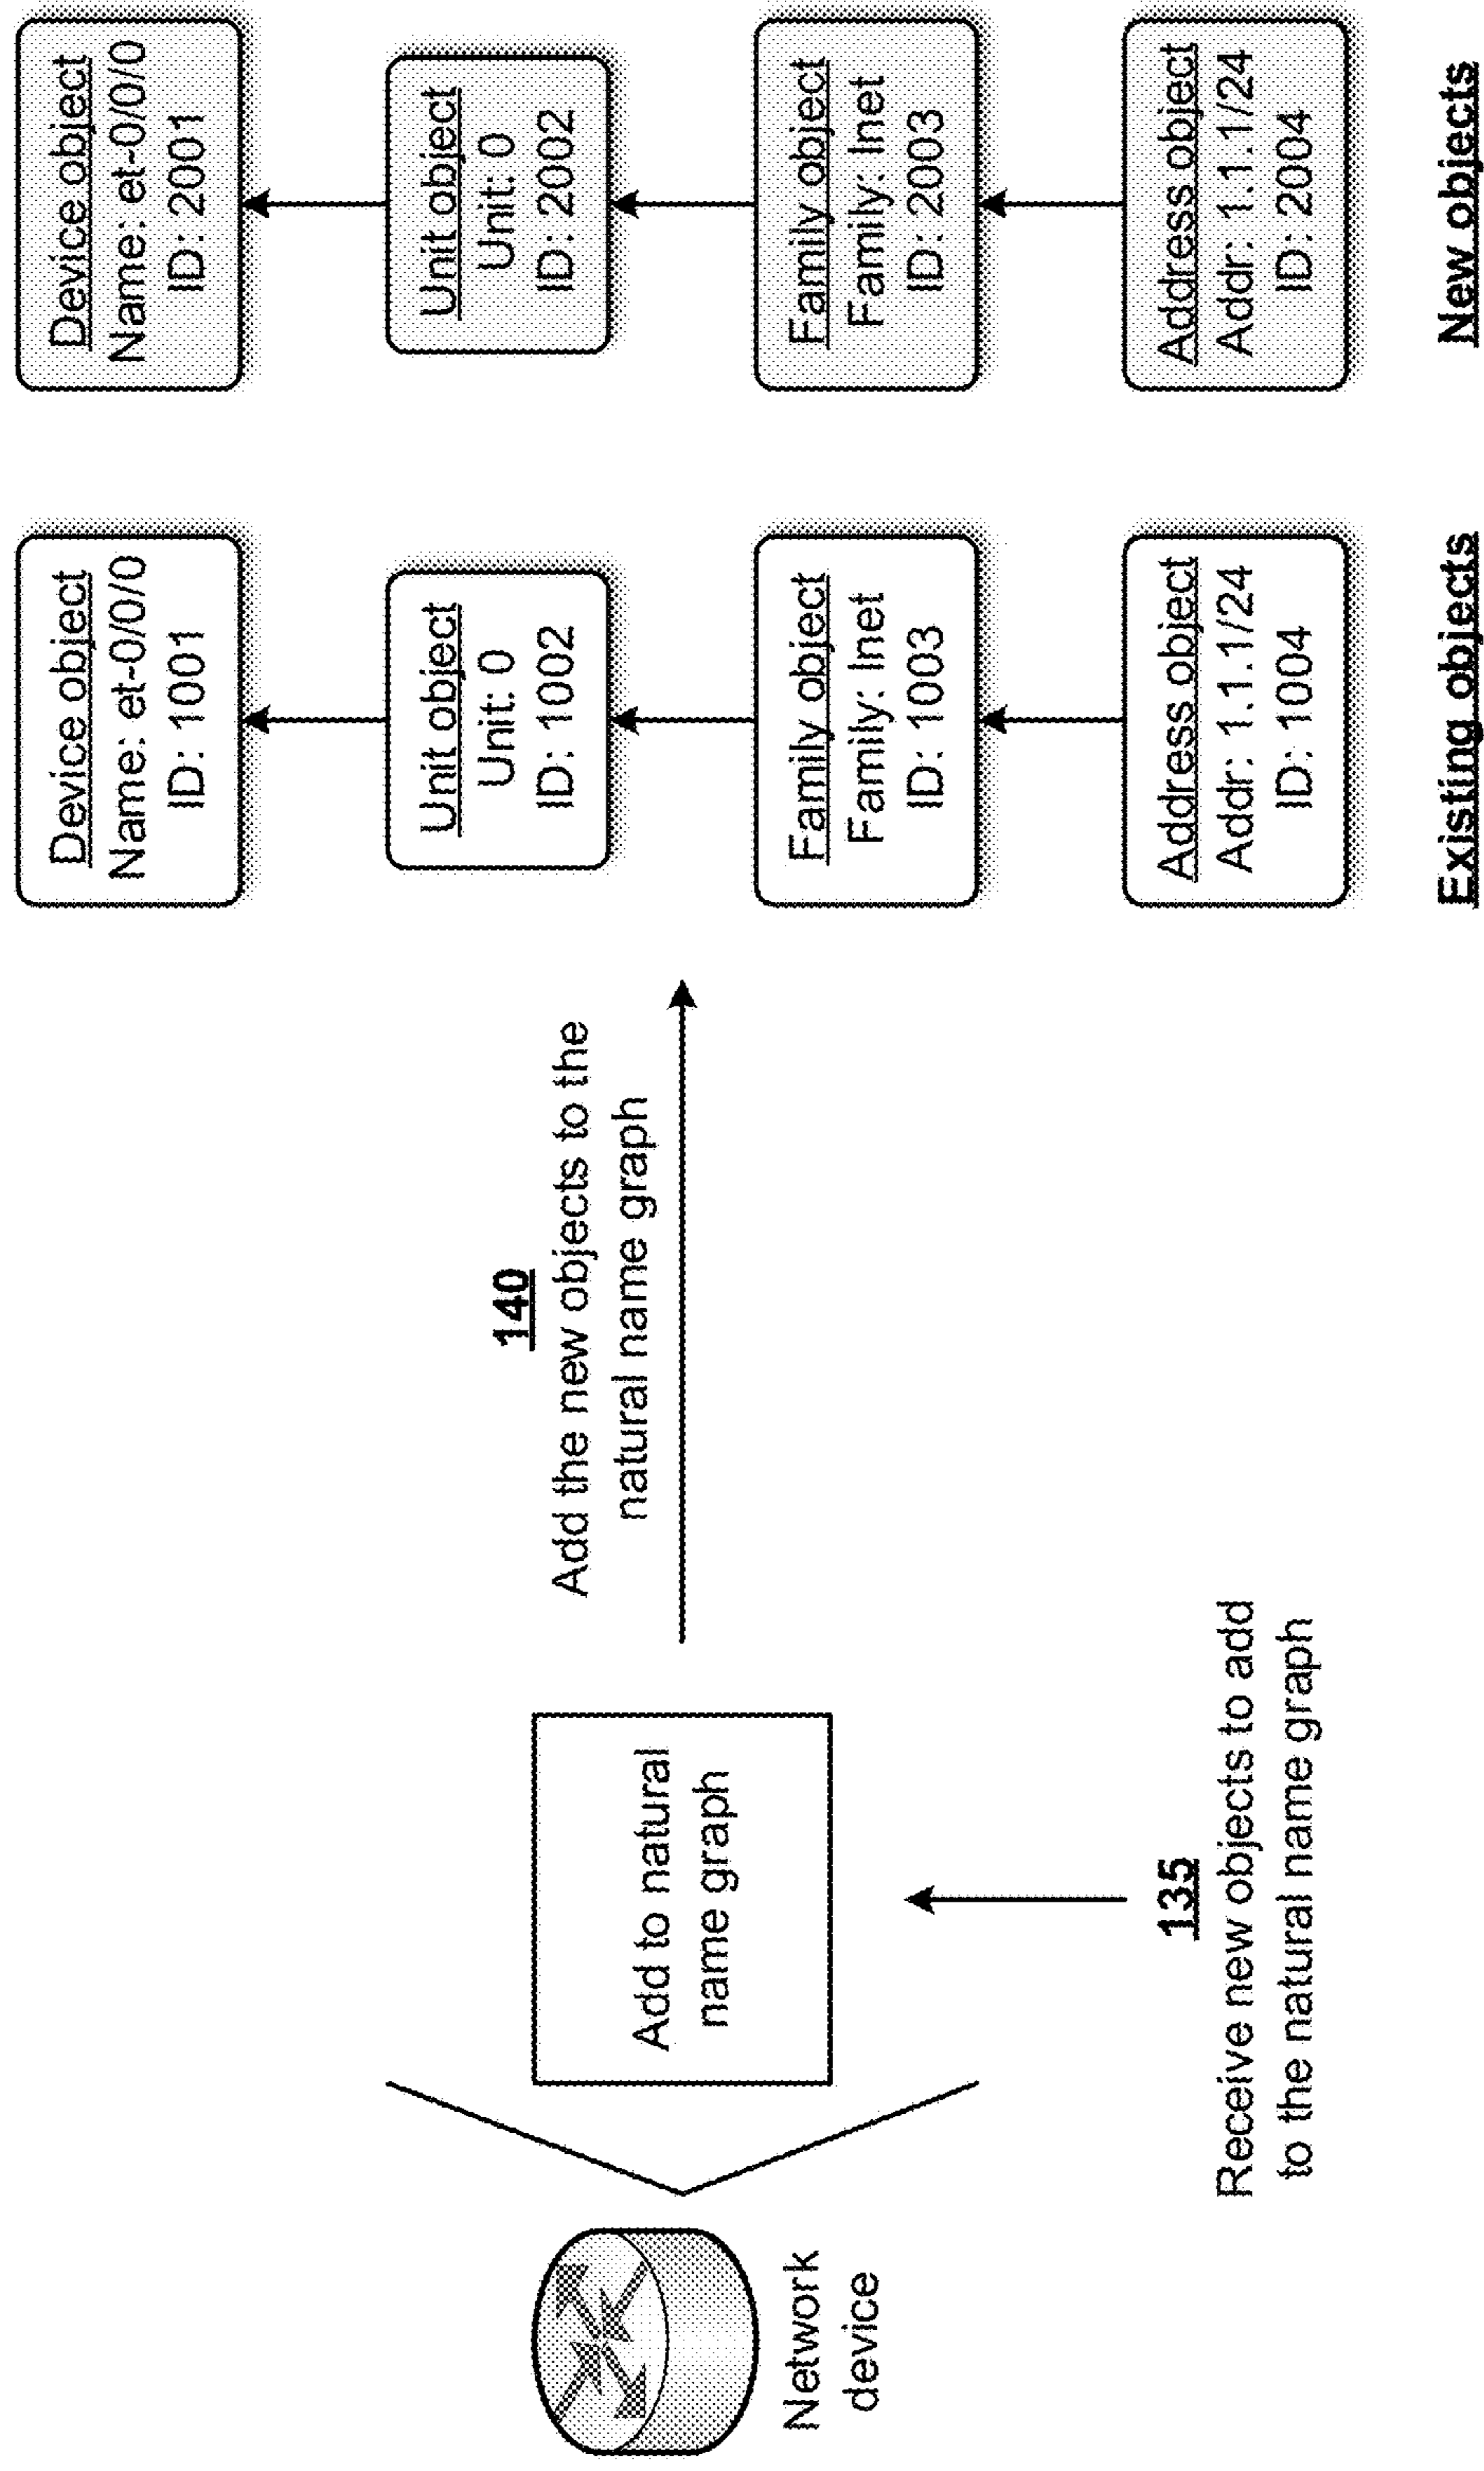 Network
device
Add to natural
name graph
135
Receive new objects to add
to the natural name graph
140
Add the new objects to the
natural name graph
Device object
Name: et-0/0/0
ID: 1001
Unit object
Unit: 0
ID: 1002
Family object
Family: Inet
ID: 1003
Address object
Addr: 1.1.1/24
ID: 1004
Existing objects
Device object
Name: et-0/0/0
ID: 2001
Unit object
Unit: 0
ID: 2002
Family object
Family: Inet
ID: 2003
Address object
Addr: 1.1.1/24
ID: 2004
New objects